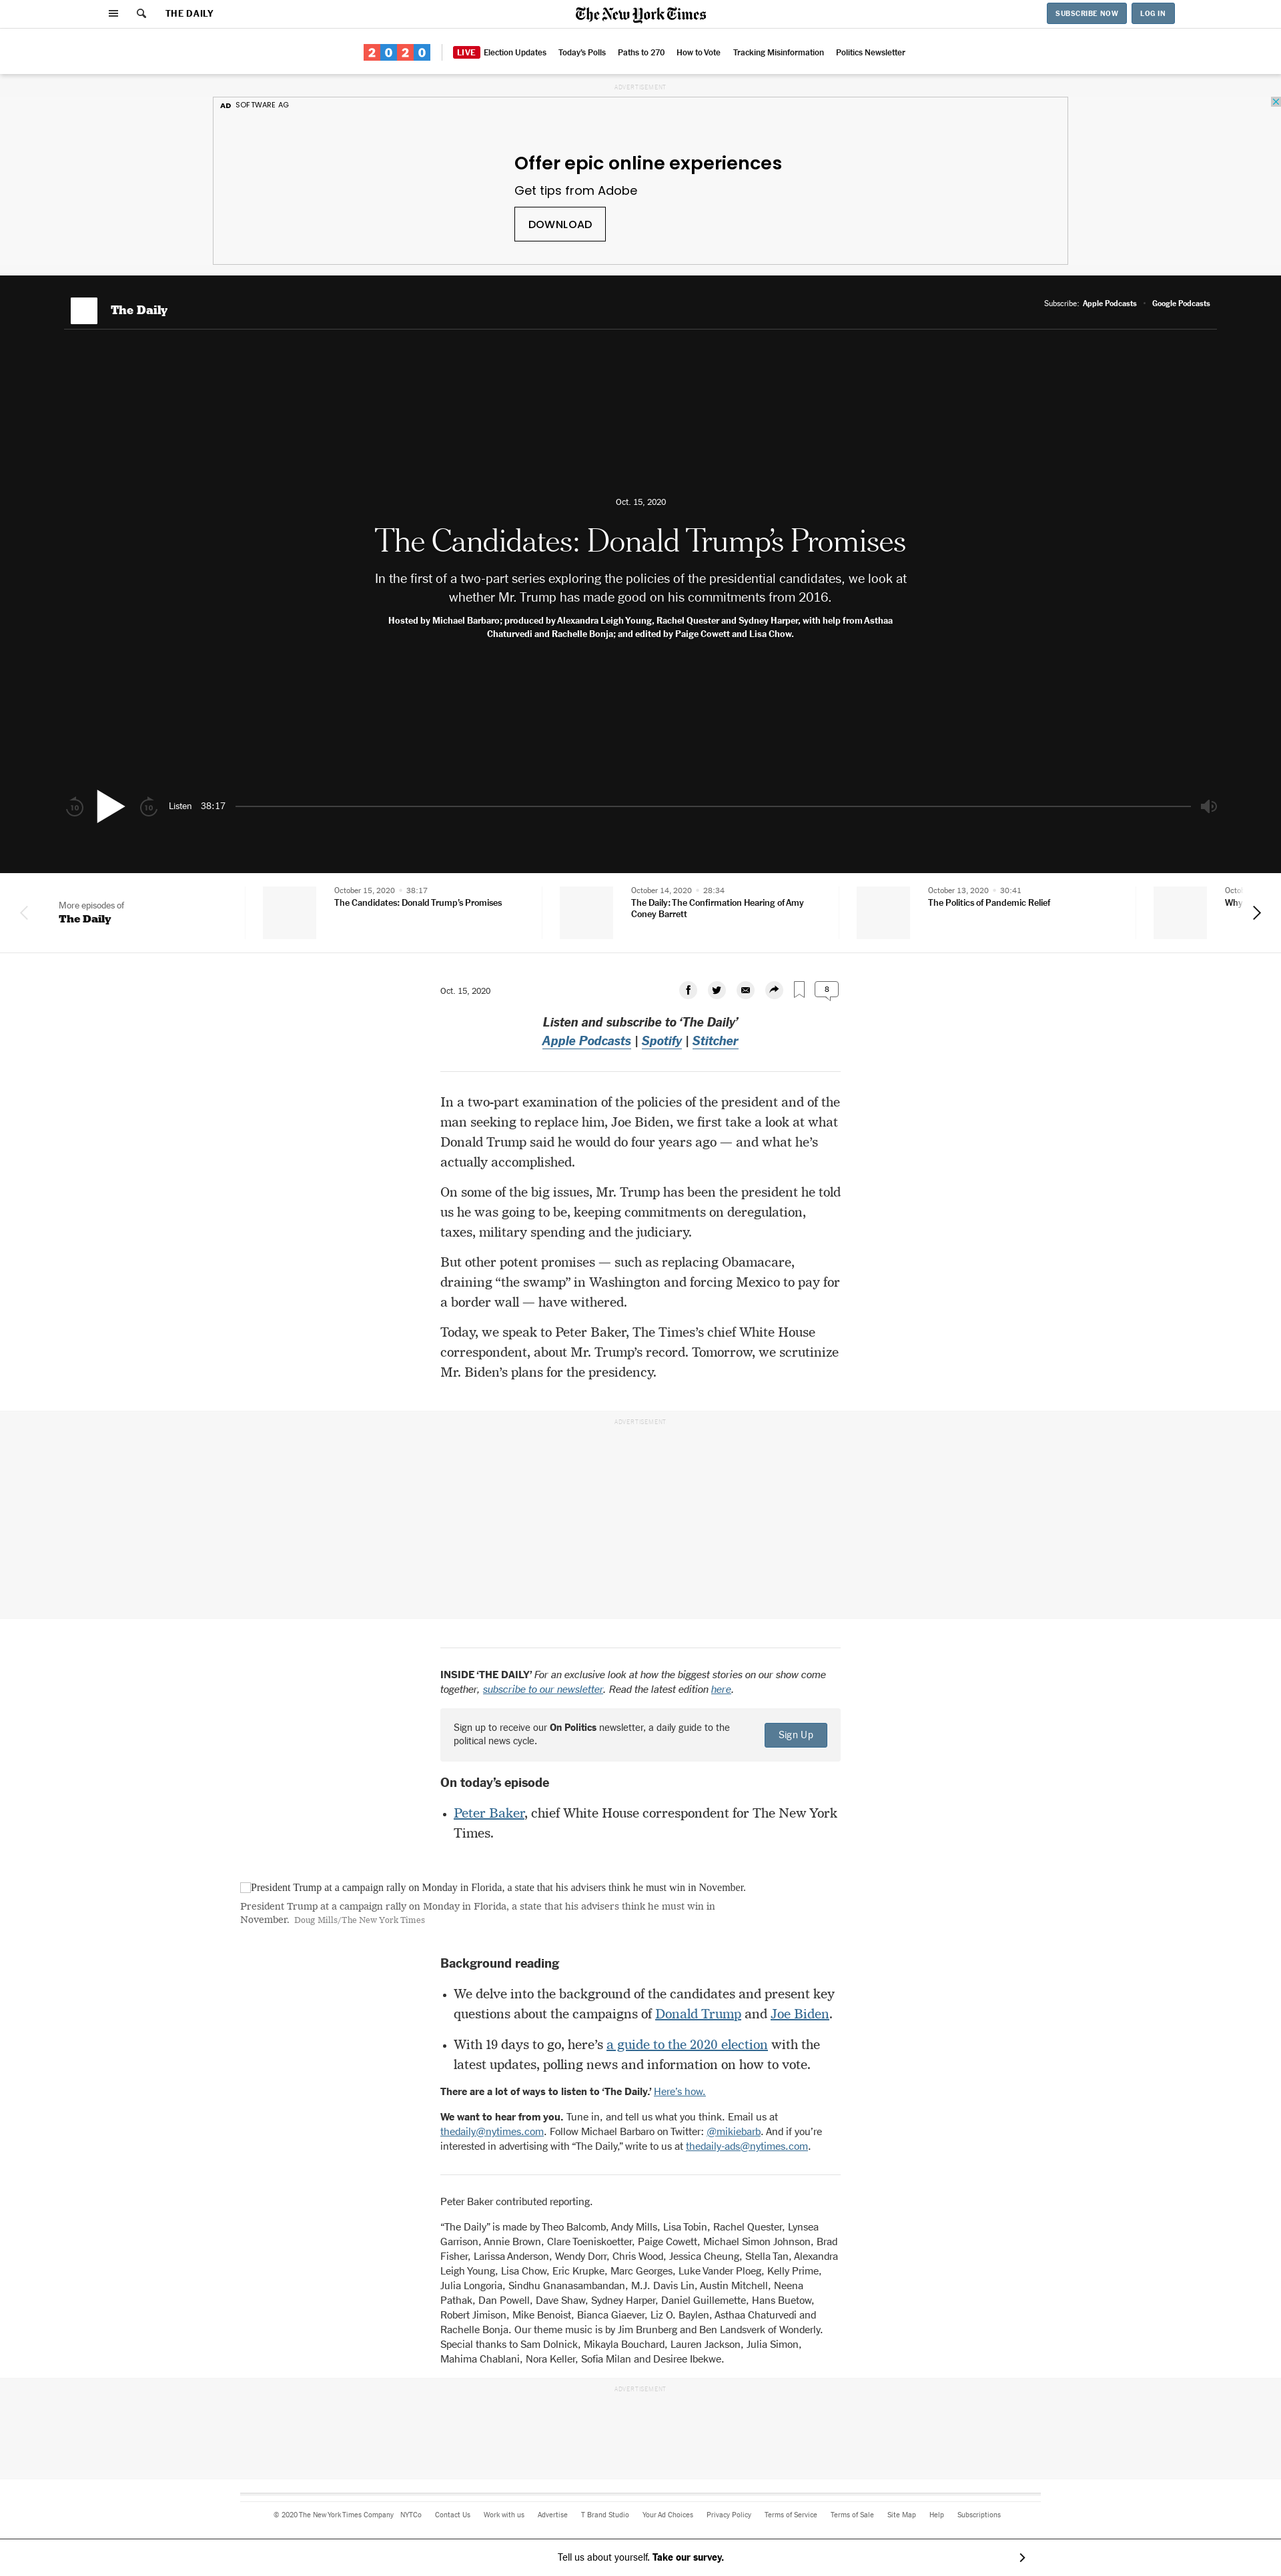 THE DAILY
The New York Times
SUBSCRIBE NOW
LOG IN
2020
LIVE Election Updates
Today's Polls
Paths to 270
How to Vote
Tracking Misinformation
Politics Newsletter
ADVERTISEMENT
AD SOFTWARE AG
Offer epic online experiences
Get tips from Adobe
DOWNLOAD
The Daily
Subscribe: Apple Podcasts • Google Podcasts
Oct. 15, 2020
The Candidates: Donald Trump’s Promises
In the first of a two-part series exploring the policies of the presidential candidates, we look at
whether Mr. Trump has made good on his commitments from 2016.
Hosted by Michael Barbaro; produced by Alexandra Leigh Young, Rachel Quester and Sydney Harper, with help from Asthaa
Chaturvedi and Rachelle Bonja; and edited by Paige Cowett and Lisa Chow.
10
10
Listen 38:17
More episodes of
The Daily
October 15, 2020 • 38:17
The Candidates: Donald Trump’s Promises
October 14, 2020 • 28:34
The Daily: The Confirmation Hearing of Amy
Coney Barrett
October 13, 2020 • 30:41
The Politics of Pandemic Relief
Octo
Why
Oct. 15, 2020
8
Listen and subscribe to ‘The Daily’
Apple Podcasts | Spotify | Stitcher
In a two-part examination of the policies of the president and of the
man seeking to replace him, Joe Biden, we first take a look at what
Donald Trump said he would do four years ago — and what he’s
actually accomplished.
On some of the big issues, Mr. Trump has been the president he told
us he was going to be, keeping commitments on deregulation,
taxes, military spending and the judiciary.
But other potent promises — such as replacing Obamacare,
draining “the swamp” in Washington and forcing Mexico to pay for
a border wall — have withered.
Today, we speak to Peter Baker, The Times’s chief White House
correspondent, about Mr. Trump’s record. Tomorrow, we scrutinize
Mr. Biden’s plans for the presidency.
ADVERTISEMENT
INSIDE ‘THE DAILY’ For an exclusive look at how the biggest stories on our show come
together, subscribe to our newsletter. Read the latest edition here.
Sign up to receive our On Politics newsletter, a daily guide to the
political news cycle.
Sign Up
On today’s episode
• Peter Baker, chief White House correspondent for The New York
Times.
President Trump at a campaign rally on Monday in Florida, a state that his advisers think he must win in November.
President Trump at a campaign rally on Monday in Florida, a state that his advisers think he must win in
November. Doug Mills/The New York Times
Background reading
• We delve into the background of the candidates and present key
questions about the campaigns of Donald Trump and Joe Biden.
• With 19 days to go, here’s a guide to the 2020 election with the
latest updates, polling news and information on how to vote.
There are a lot of ways to listen to ‘The Daily.’ Here’s how.
We want to hear from you. Tune in, and tell us what you think. Email us at
thedaily@nytimes.com. Follow Michael Barbaro on Twitter: @mikiebarb. And if you’re
interested in advertising with “The Daily,” write to us at thedaily-ads@nytimes.com.
Peter Baker contributed reporting.
“The Daily” is made by Theo Balcomb, Andy Mills, Lisa Tobin, Rachel Quester, Lynsea
Garrison, Annie Brown, Clare Toeniskoetter, Paige Cowett, Michael Simon Johnson, Brad
Fisher, Larissa Anderson, Wendy Dorr, Chris Wood, Jessica Cheung, Stella Tan, Alexandra
Leigh Young, Lisa Chow, Eric Krupke, Marc Georges, Luke Vander Ploeg, Kelly Prime,
Julia Longoria, Sindhu Gnanasambandan, M.J. Davis Lin, Austin Mitchell, Neena
Pathak, Dan Powell, Dave Shaw, Sydney Harper, Daniel Guillemette, Hans Buetow,
Robert Jimison, Mike Benoist, Bianca Giaever, Liz O. Baylen, Asthaa Chaturvedi and
Rachelle Bonja. Our theme music is by Jim Brunberg and Ben Landsverk of Wonderly.
Special thanks to Sam Dolnick, Mikayla Bouchard, Lauren Jackson, Julia Simon,
Mahima Chablani, Nora Keller, Sofia Milan and Desiree Ibekwe.
ADVERTISEMENT
© 2020 The New York Times Company NYTCo Contact Us Work with us Advertise T Brand Studio Your Ad Choices Privacy Policy Terms of Service Terms of Sale Site Map Help Subscriptions
Tell us about yourself. Take our survey.